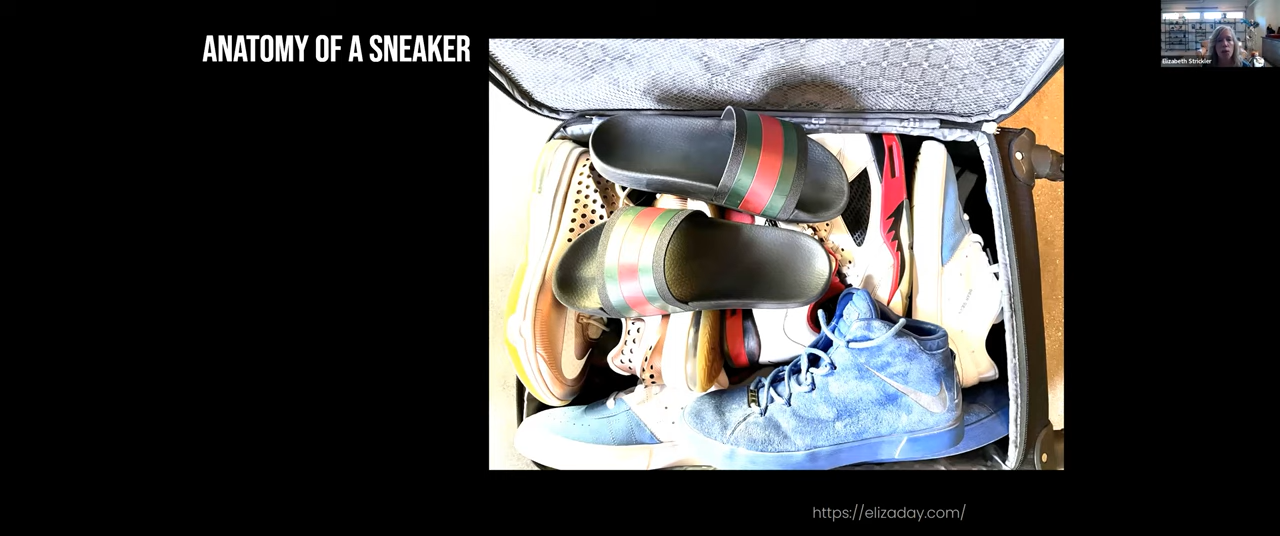 ANATOMY OF A SNEAKER
Elizabeth Strickler
https://elizaday.com/